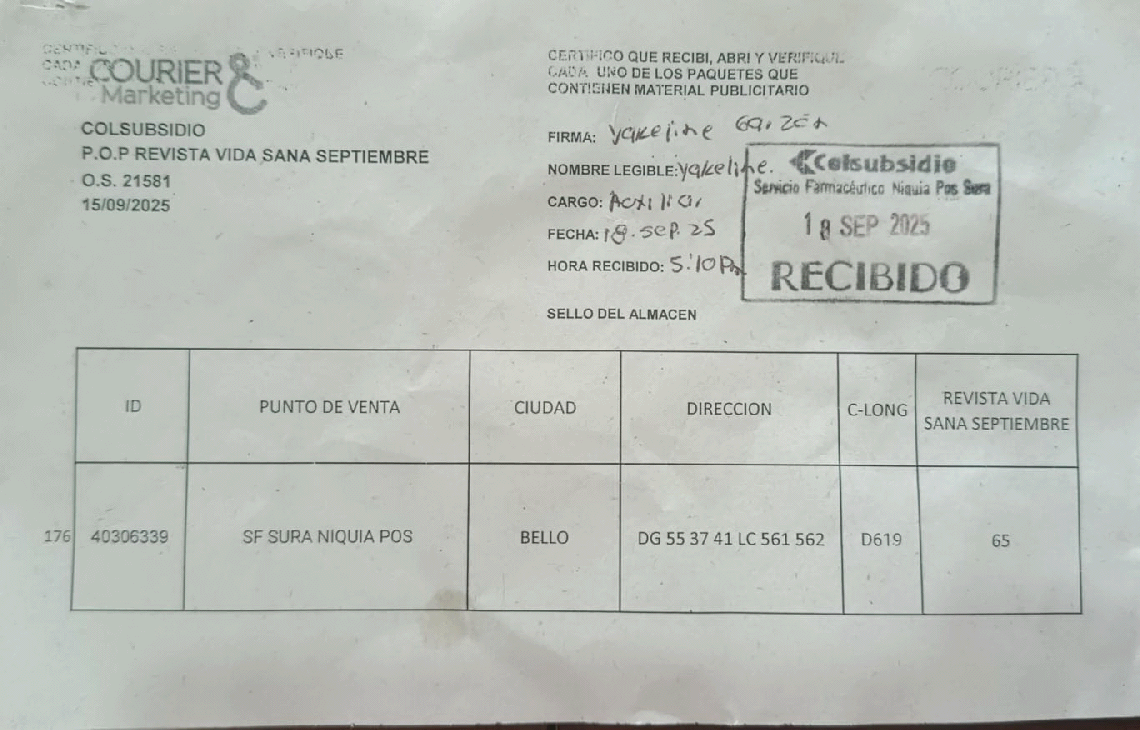 COURIER &
Marketing
COLSUBSIDIO
P.O.P REVISTA VIDA SANA SEPTIEMBRE
O.S. 21581
15/09/2025
CERTIFICO QUE RECIBI, ABRI Y VERIFIQUE
CADA UNO DE LOS PAQUETES QUE
CONTIENEN MATERIAL PUBLICITARIO
FIRMA: Yakeline Garzón
NOMBRE LEGIBLE: yakeline.
CARGO: Auxiliar
FECHA: 18. sep. 25
HORA RECIBIDO: 5:10 Pm
SELLO DEL ALMACEN
Colsubsidio
Servicio Farmacéutico Niquia Pos Sura
18 SEP 2025
RECIBIDO
ID PUNTO DE VENTA CIUDAD DIRECCION C-LONG REVISTA VIDA SANA SEPTIEMBRE
176 40306339 SF SURA NIQUIA POS BELLO DG 55 37 41 LC 561 562 D619 65